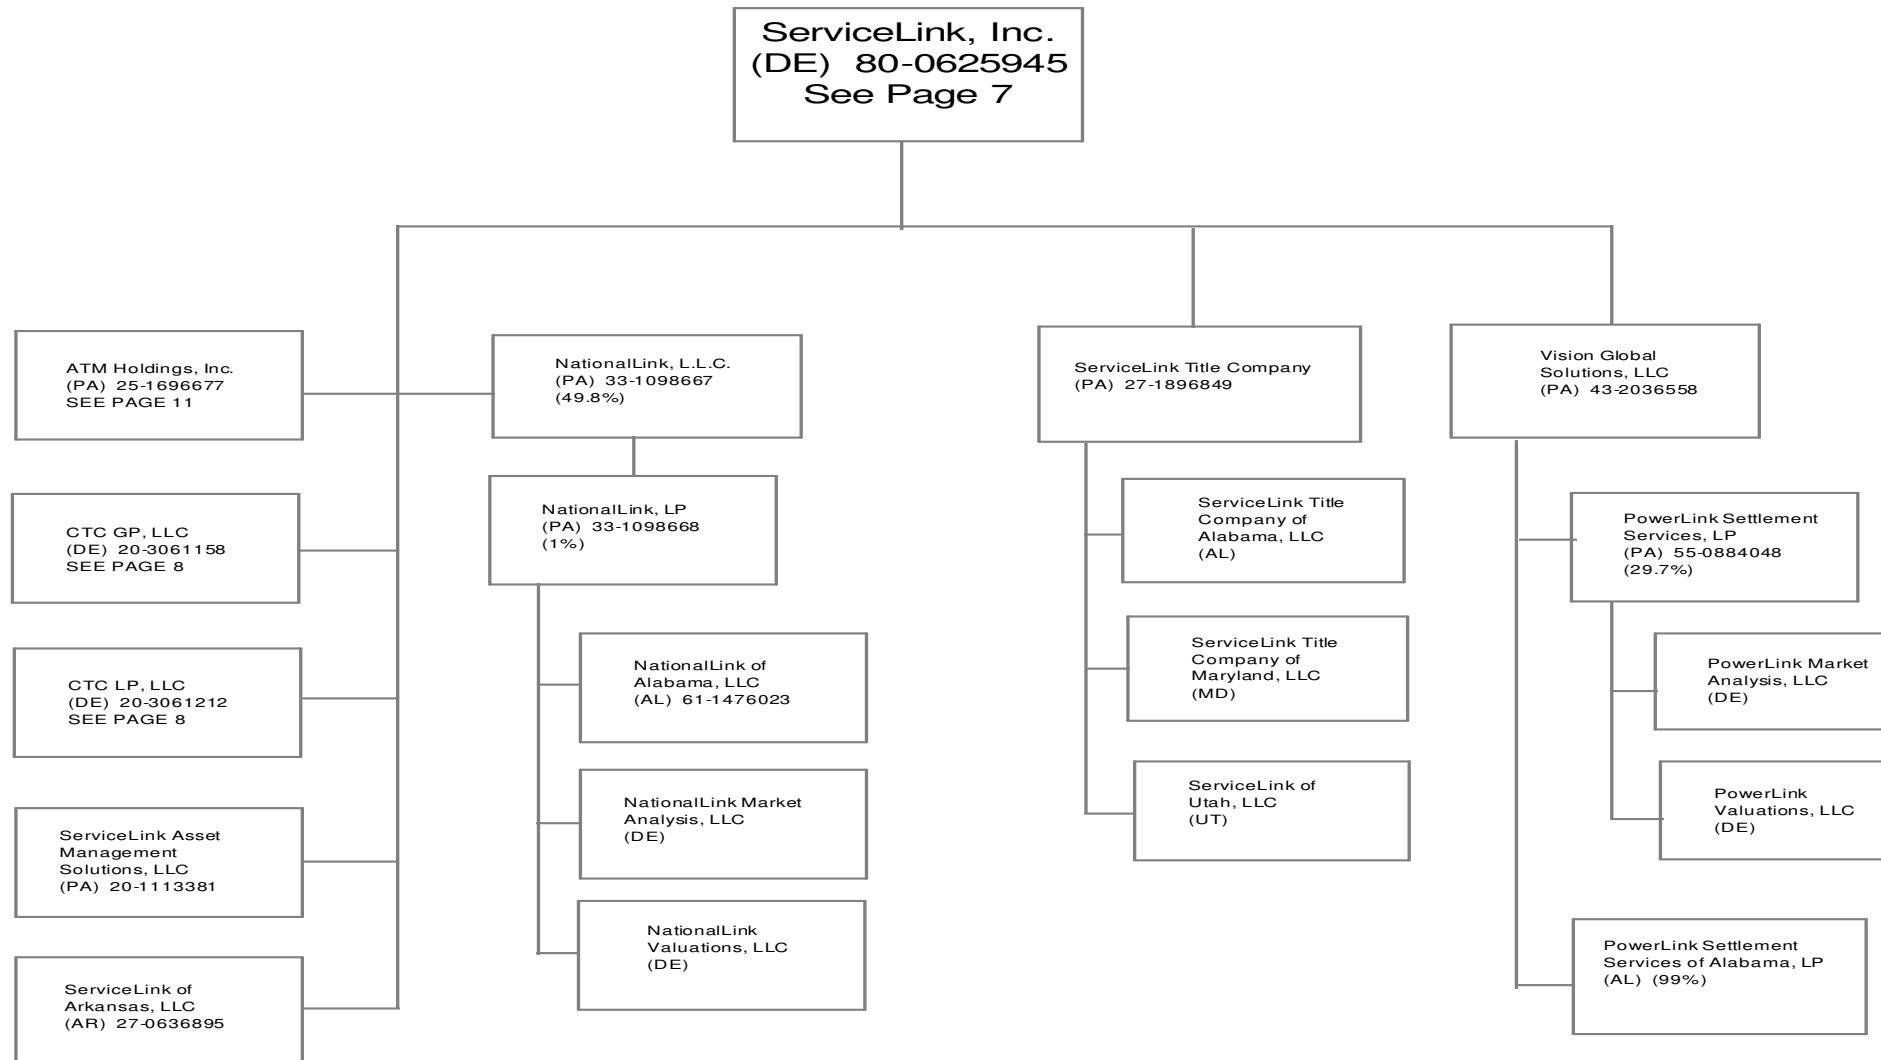 ServiceLink, Inc.
(DE) 80-0625945
See Page 7
ATM Holdings, Inc.
(PA) 25-1696677
SEE PAGE 11
CTC GP, LLC
(DE) 20-3061158
SEE PAGE 8
CTC LP, LLC
(DE) 20-3061212
SEE PAGE 8
ServiceLink Asset
Management
Solutions, LLC
(PA) 20-1113381
ServiceLink of
Arkansas, LLC
(AR) 27-0636895
NationalLink, L.L.C.
(PA) 33-1098667
(49.8%)
NationalLink, LP
(PA) 33-1098668
(1%)
NationalLink of
Alabama, LLC
(AL) 61-1476023
NationalLink Market
Analysis, LLC
(DE)
NationalLink
Valuations, LLC
(DE)
ServiceLink Title Company
(PA) 27-1896849
ServiceLink Title
Company of
Alabama, LLC
(AL)
ServiceLink Title
Company of
Maryland, LLC
(MD)
ServiceLink of
Utah, LLC
(UT)
Vision Global
Solutions, LLC
(PA) 43-2036558
PowerLink Settlement
Services, LP
(PA) 55-0884048
(29.7%)
PowerLink Market
Analysis, LLC
(DE)
PowerLink
Valuations, LLC
(DE)
PowerLink Settlement
Services of Alabama, LP
(AL) (99%)